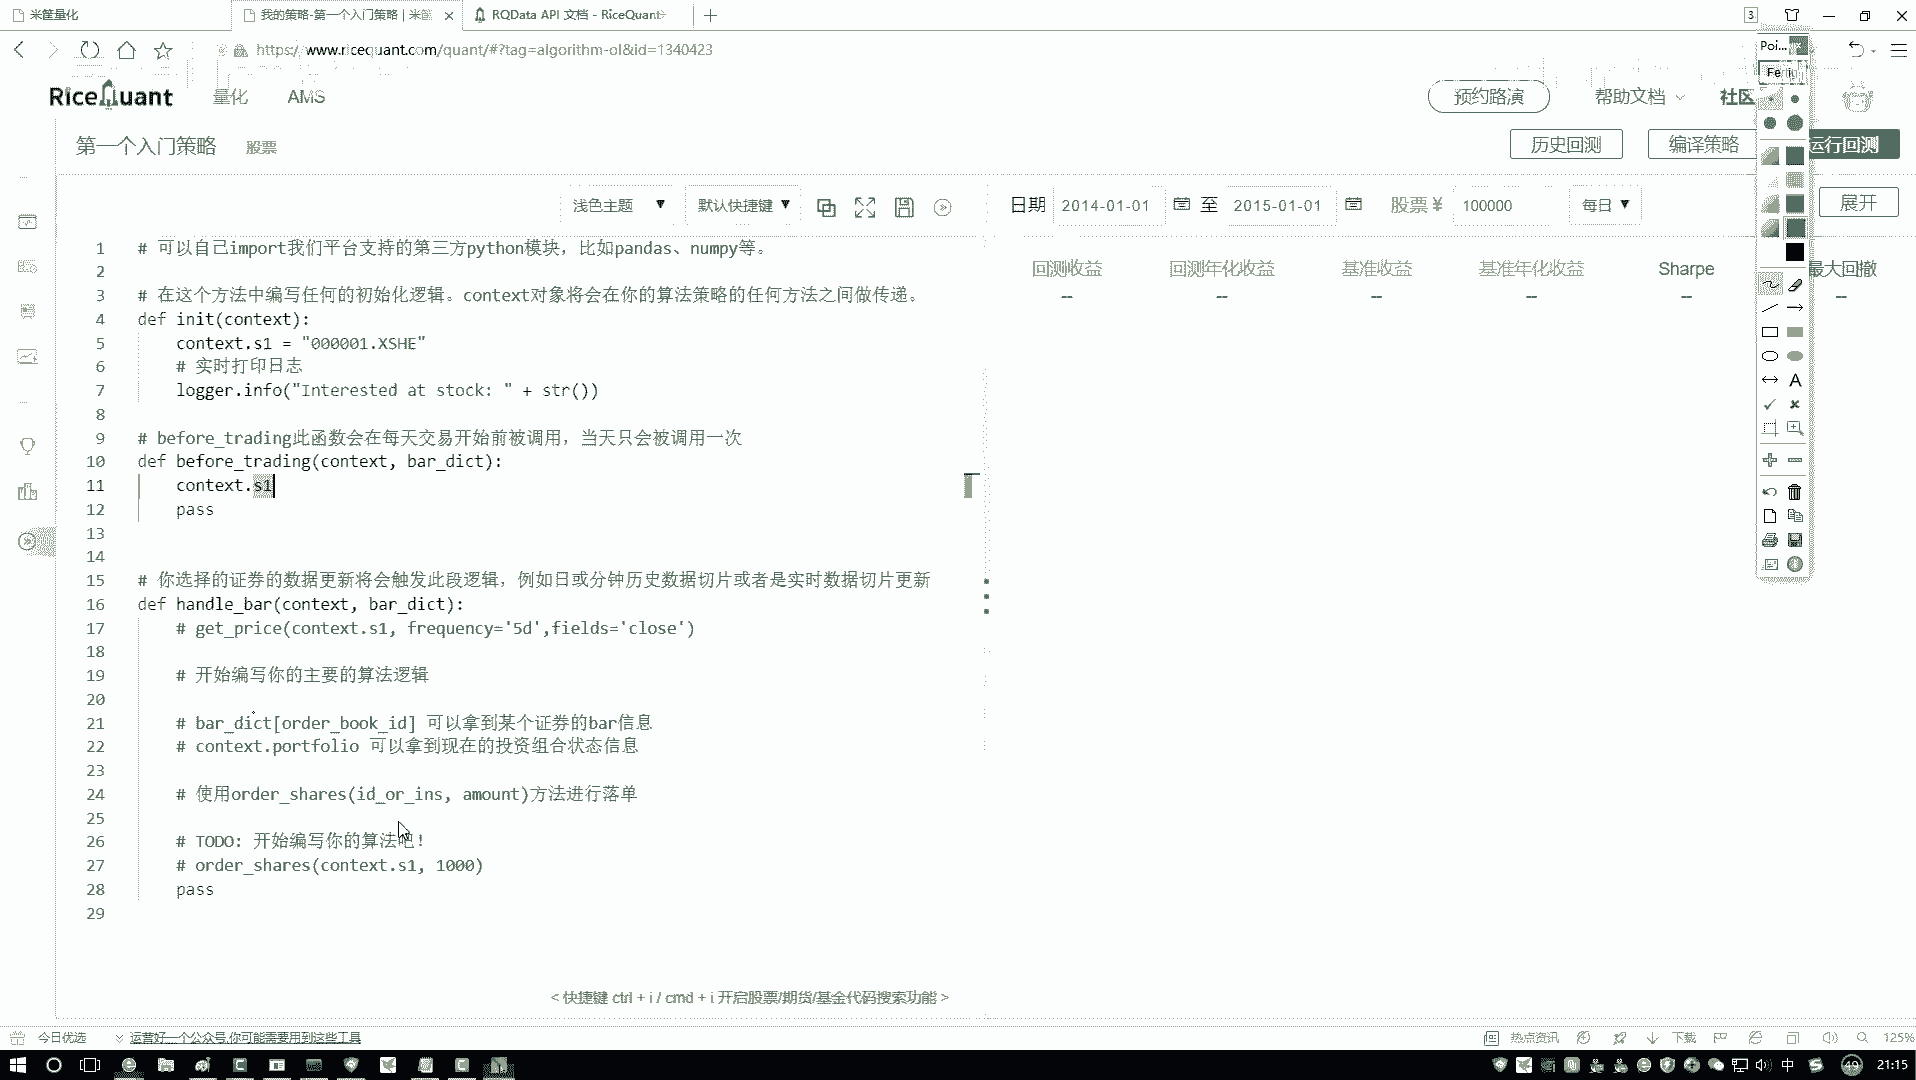 米筐量化
我的策略-第一个入门策略 | 米筐
RQData API 文档 - RiceQuant
3
https://www.ricequant.com/quant/#?tag=algorithm-ol&id=1340423
Poi...
RiceQuant 量化 AMS
预约路演 帮助文档 社区
第一个入门策略 股票
历史回测 编译策略 运行回测
浅色主题 默认快捷键
日期 2014-01-01 至 2015-01-01 股票 ¥ 100000 每日 展开
回测收益 回测年化收益 基准收益 基准年化收益 Sharpe 最大回撤
-- -- -- -- -- --
1 # 可以自己import我们平台支持的第三方python模块，比如pandas、numpy等。
2
3 # 在这个方法中编写任何的初始化逻辑。context对象将会在你的算法策略的任何方法之间做传递。
4 def init(context):
5 context.s1 = "000001.XSHE"
6 # 实时打印日志
7 logger.info("Interested at stock: " + str())
8
9 # before_trading此函数会在每天交易开始前被调用，当天只会被调用一次
10 def before_trading(context, bar_dict):
11 context.s1
12 pass
13
14
15 # 你选择的证券的数据更新将会触发此段逻辑，例如日或分钟历史数据切片或者是实时数据切片更新
16 def handle_bar(context, bar_dict):
17 # get_price(context.s1, frequency='5d',fields='close')
18
19 # 开始编写你的主要的算法逻辑
20
21 # bar_dict[order_book_id] 可以拿到某个证券的bar信息
22 # context.portfolio 可以拿到现在的投资组合状态信息
23
24 # 使用order_shares(id_or_ins, amount)方法进行落单
25
26 # TODO: 开始编写你的算法吧!
27 # order_shares(context.s1, 1000)
28 pass
29
< 快捷键 ctrl + i / cmd + i 开启股票/期货/基金代码搜索功能 >
今日优选 运营好一个公众号,你可能需要用到这些工具
热点资讯 下载 125%
中 49 21:15